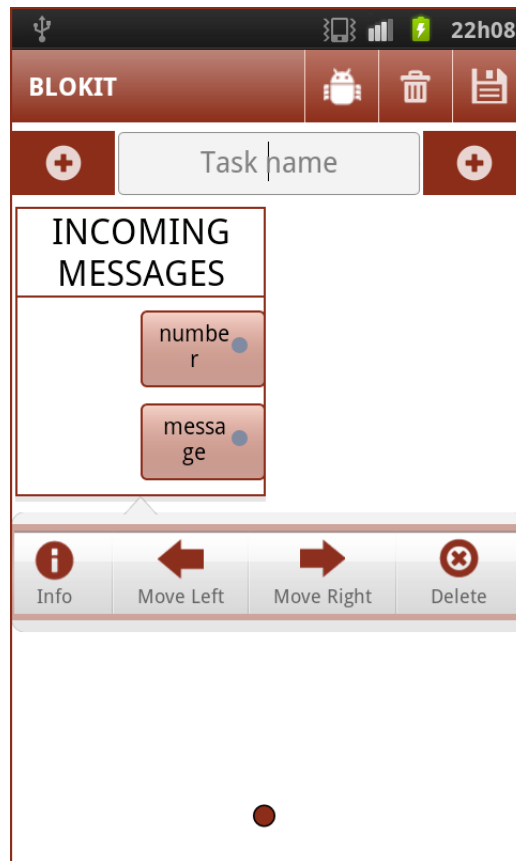 22h08
BLOKIT
Task name
INCOMING
MESSAGES
numbe
r
messa
ge
Info
Move Left
Move Right
Delete